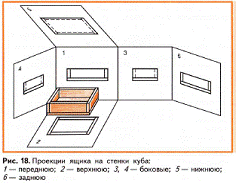 4
1
3
6
2
Рис. 18. Проекции ящика на стенки куба:
1 — переднюю; 2 — верхнюю; 3, 4 — боковые; 5 — нижнюю;
6 — заднюю